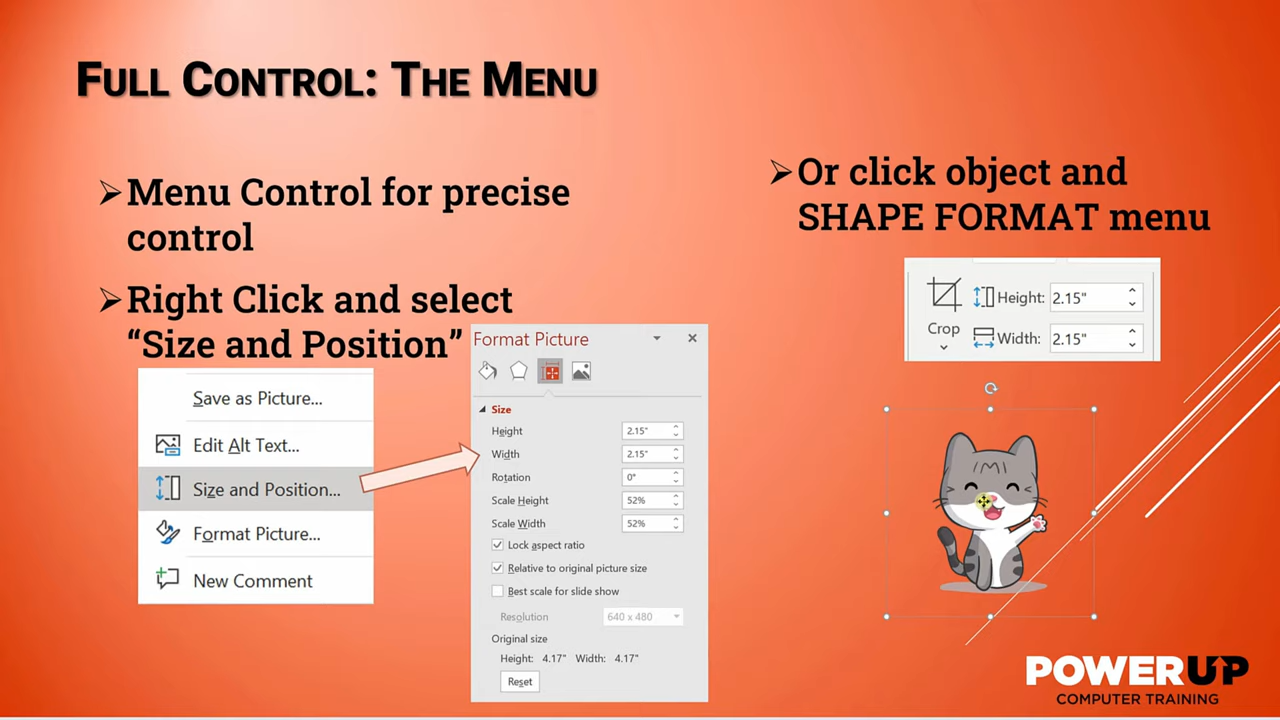 FULL CONTROL: THE MENU
Menu Control for precise
control
Right Click and select
“Size and Position”
Save as Picture...
Edit Alt Text...
Size and Position...
Format Picture...
New Comment
Format Picture
Size
Height 2.15"
Width 2.15"
Rotation 0°
Scale Height 52%
Scale Width 52%
Lock aspect ratio
Relative to original picture size
Best scale for slide show
Resolution 640 x 480
Original size
Height: 4.17" Width: 4.17"
Reset
Or click object and
SHAPE FORMAT menu
Crop
Height: 2.15"
Width: 2.15"
POWER UP
COMPUTER TRAINING